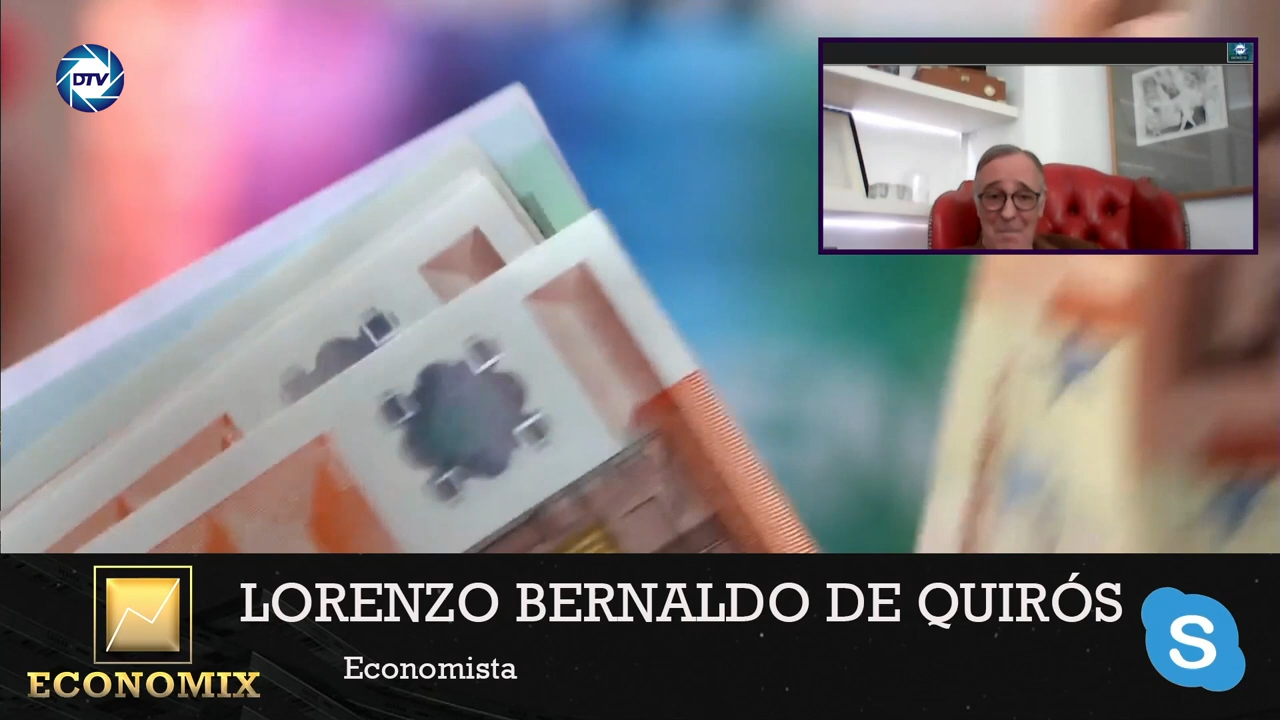 DTV
LORENZO BERNALDO DE QUIRÓS
Economista
ECONOMIX
S